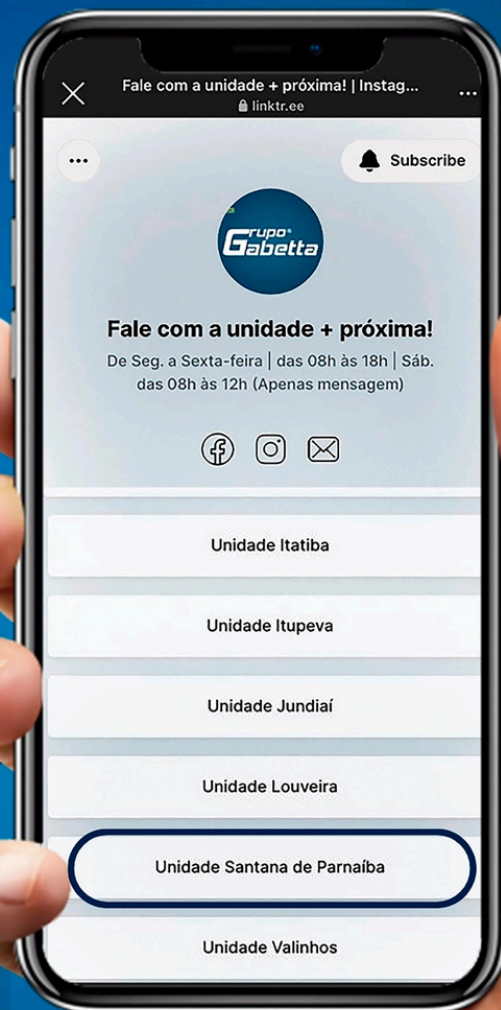 Fale com a unidade + próxima! | Instag...
linktr.ee
Subscribe
Grupo
Gabetta
Fale com a unidade + próxima!
De Seg. a Sexta-feira | das 08h às 18h | Sáb.
das 08h às 12h (Apenas mensagem)
Unidade Itatiba
Unidade Itupeva
Unidade Jundiaí
Unidade Louveira
Unidade Santana de Parnaíba
Unidade Valinhos